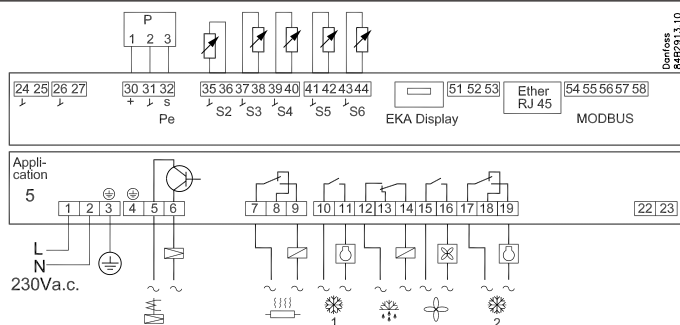 P
1 2 3
Danfoss
84B2913.10
24 25 26 27 30 31 32 35 36 37 38 39 40 41 42 43 44 51 52 53 Ether RJ 45 54 55 56 57 58
+ s S2 S3 S4 S5 S6 EKA Display MODBUS
Pe
Appli-
cation
5
1 2 3 4 5 6 7 8 9 10 11 12 13 14 15 16 17 18 19 22 23
L
N
230Va.c.
1 2